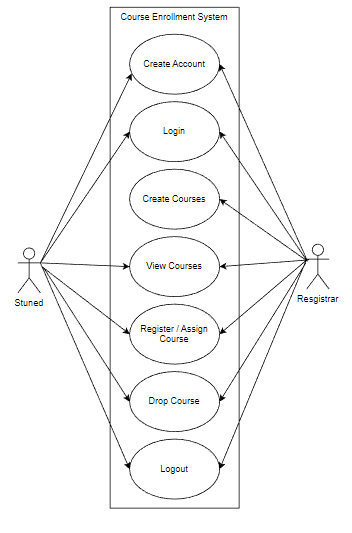 Course Enrollment System
Create Account
Login
Create Courses
View Courses
Register / Assign
Course
Drop Course
Logout
Stuned
Resgistrar